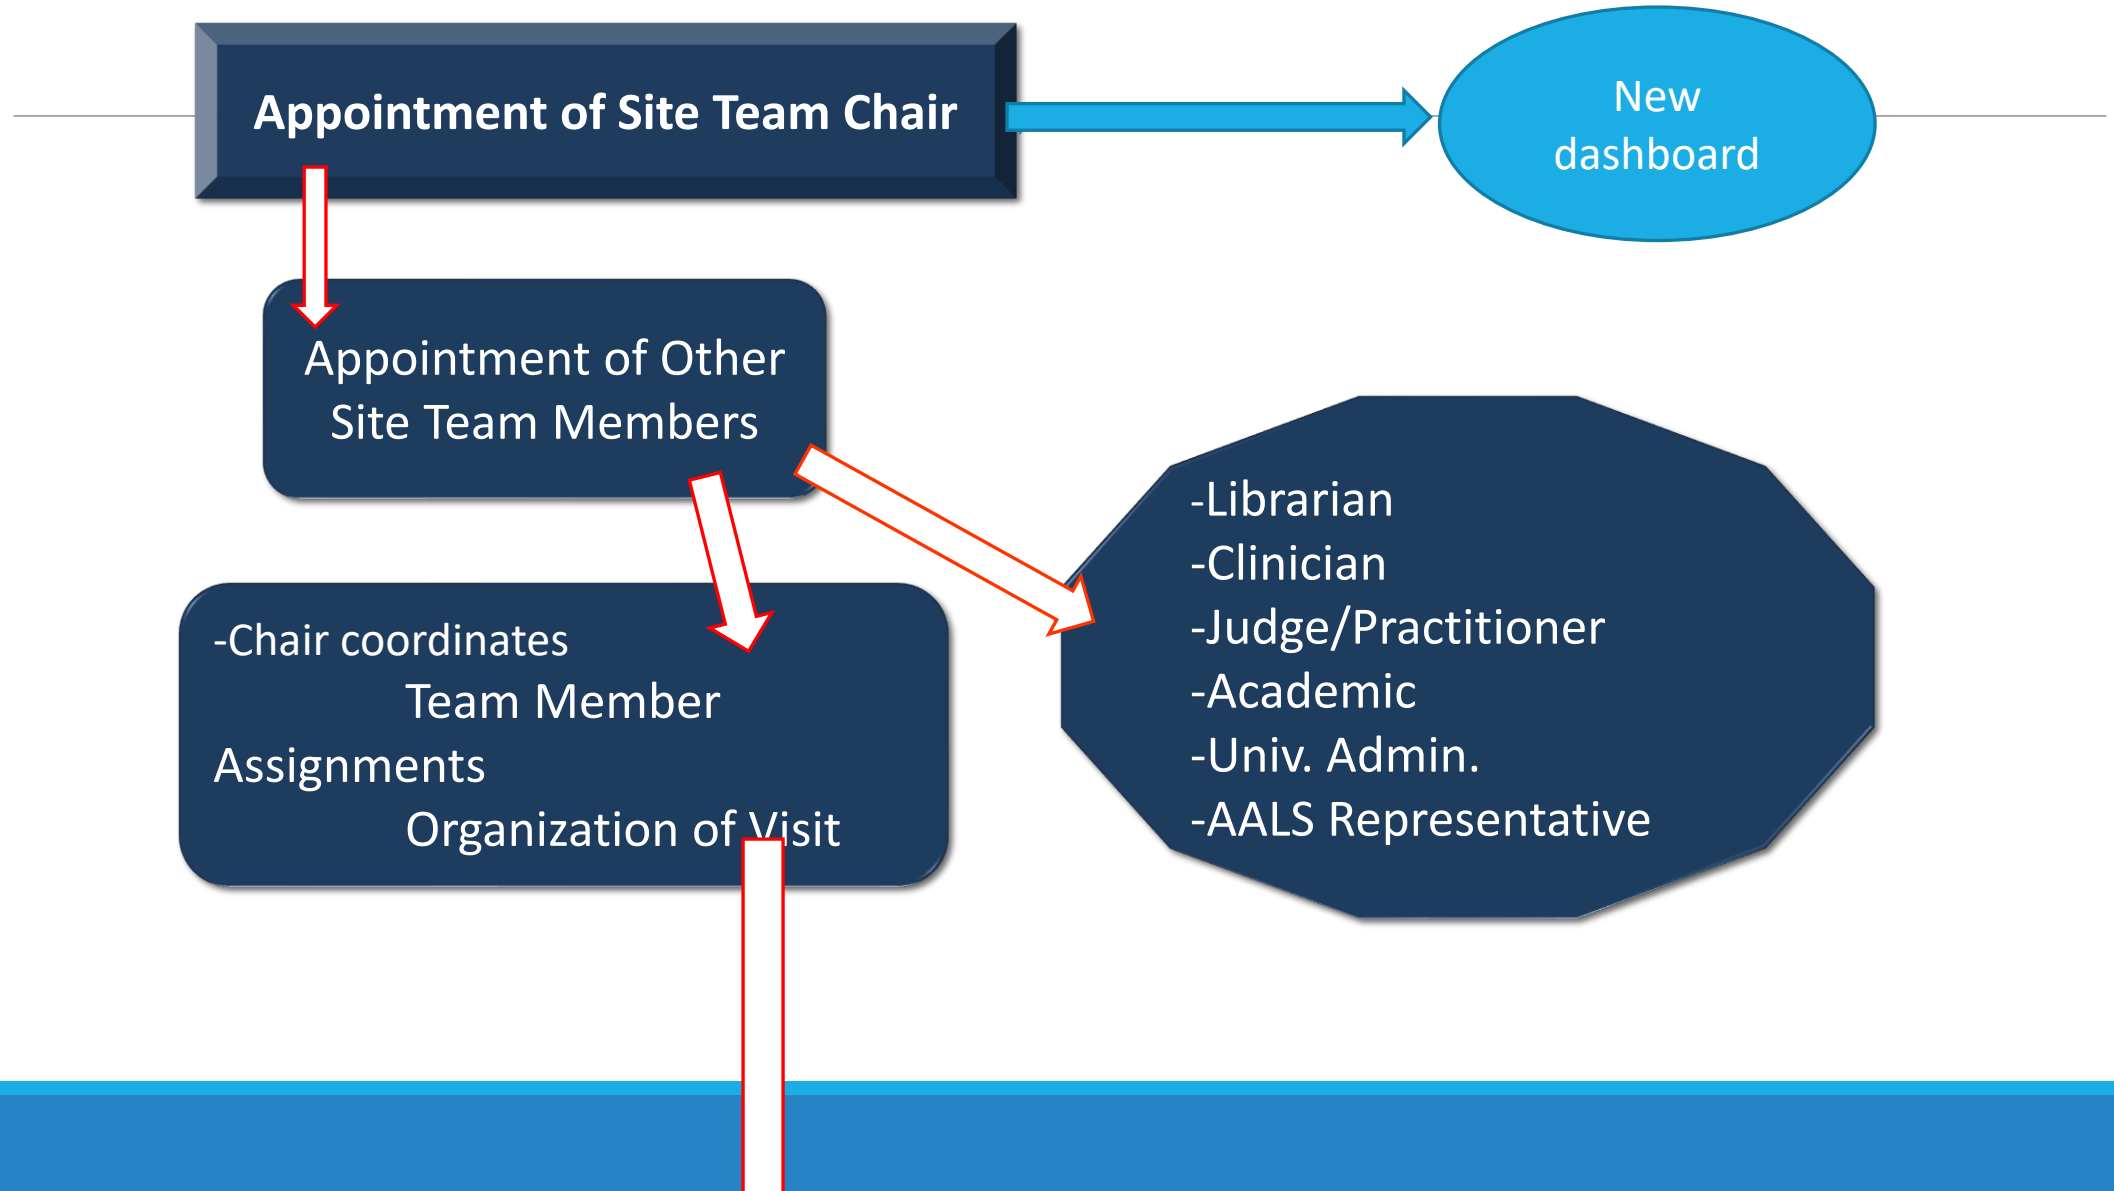 Appointment of Site Team Chair
New
dashboard
Appointment of Other
Site Team Members
-Chair coordinates
Team Member
Assignments
Organization of Visit
-Librarian
-Clinician
-Judge/Practitioner
-Academic
-Univ. Admin.
-AALS Representative